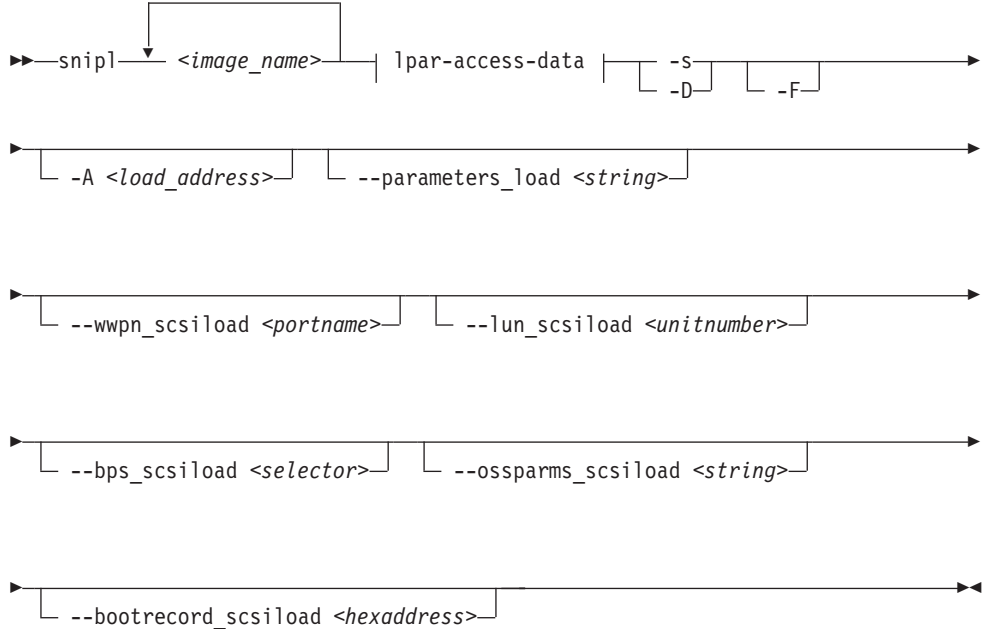 snipl <image_name> lpar-access-data -s
-D -F
-A <load_address> --parameters_load <string>
--wwpn_scsiload <portname> --lun_scsiload <unitnumber>
--bps_scsiload <selector> --ossparms_scsiload <string>
--bootrecord_scsiload <hexaddress>